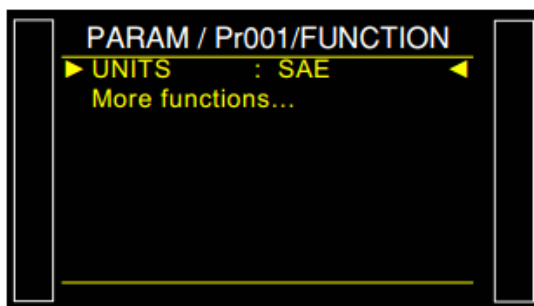 PARAM / Pr001/FUNCTION
► UNITS : SAE ◄
More functions...